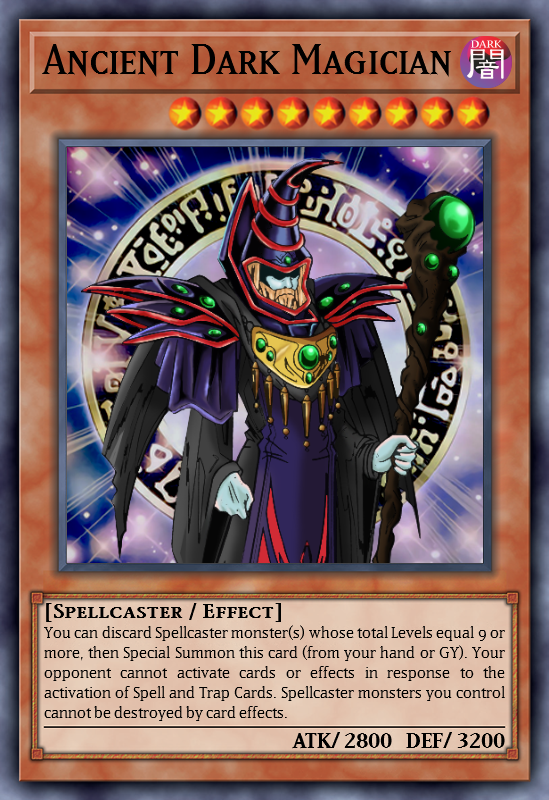 Ancient Dark Magician
DARK
闇
[Spellcaster / Effect]
You can discard Spellcaster monster(s) whose total Levels equal 9 or
more, then Special Summon this card (from your hand or GY). Your
opponent cannot activate cards or effects in response to the
activation of Spell and Trap Cards. Spellcaster monsters you control
cannot be destroyed by card effects.
ATK/ 2800 DEF/ 3200